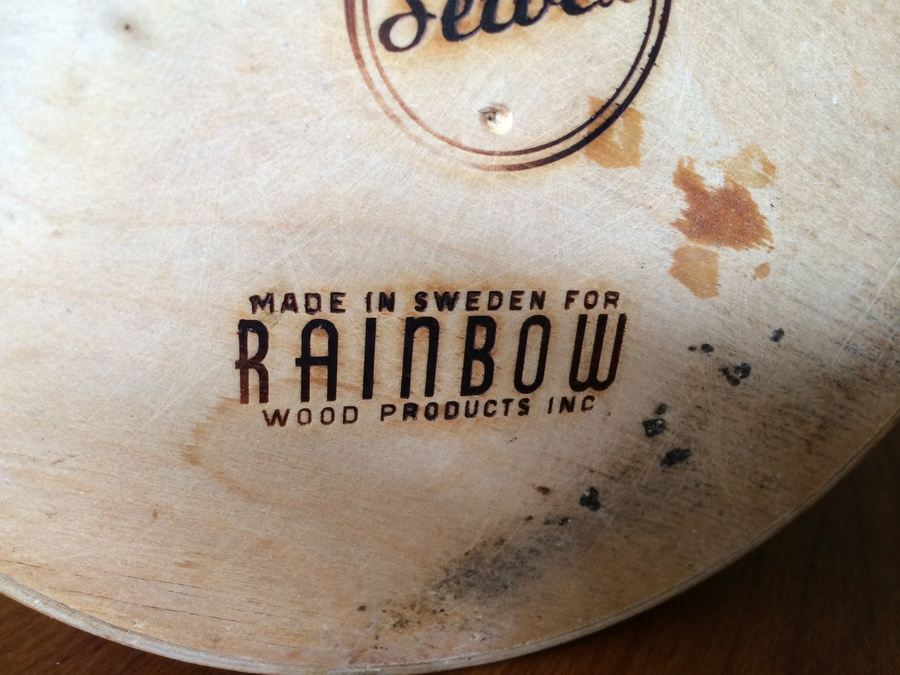 MADE IN SWEDEN FOR
RAINBOW
WOOD PRODUCTS INC